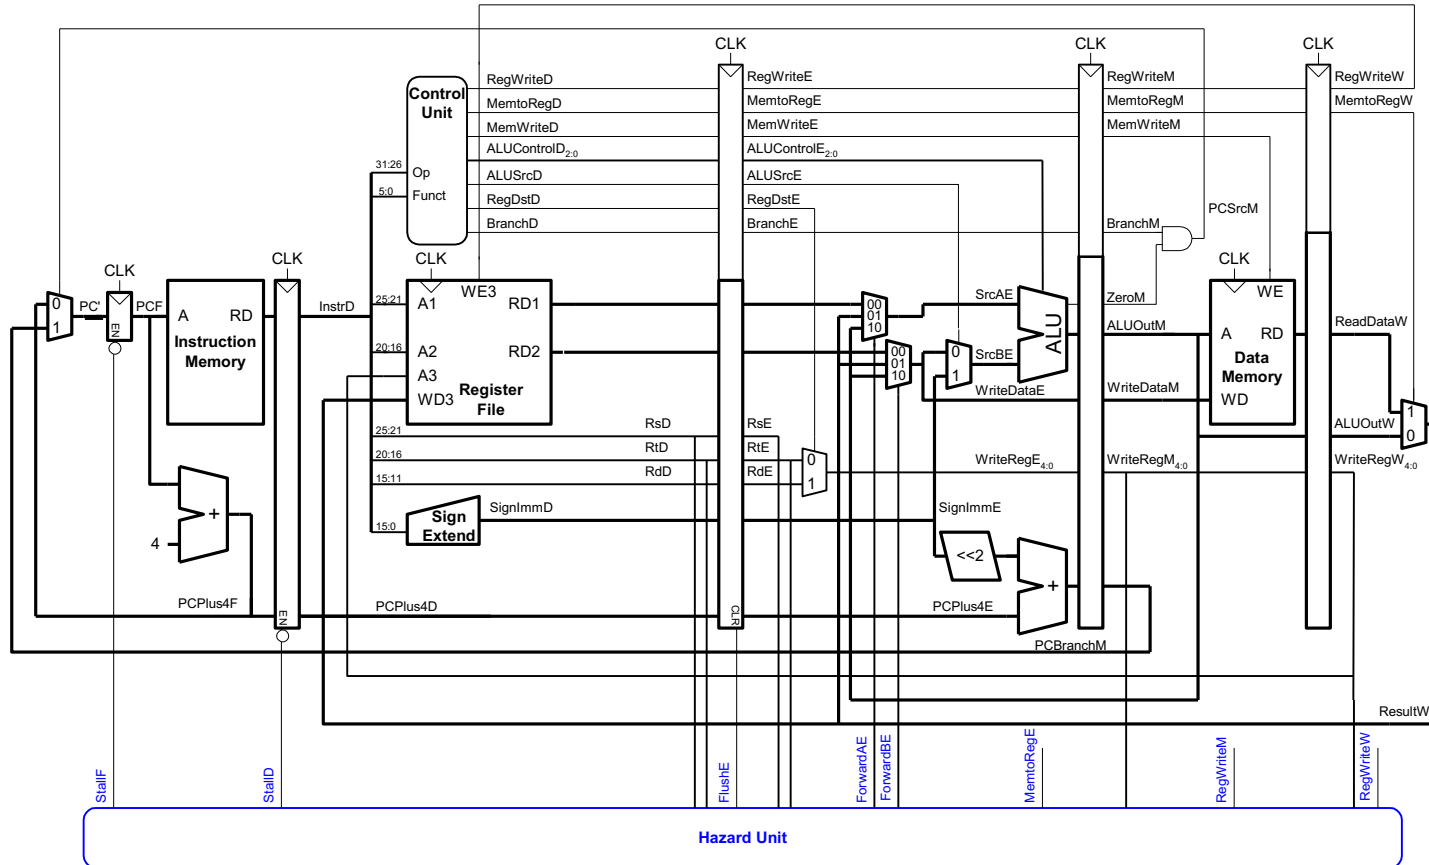 CLK CLK CLK
RegWriteD RegWriteE RegWriteM RegWriteW
Control Unit
MemtoRegD MemtoRegE MemtoRegM MemtoRegW
MemWriteD MemWriteE MemWriteM
ALUControlD2:0 ALUControlE2:0
31:26 Op
ALUSrcD ALUSrcE
5:0 Funct
RegDstD RegDstE
PCSrcM
BranchD BranchE BranchM
CLK CLK CLK CLK
0 1 PC' PCF EN
A RD
Instruction Memory
InstrD
25:21 A1 WE3 RD1
20:16 A2 RD2
A3
WD3
Register File
00 01 10 SrcAE
00 01 10
0 1 SrcBE
ALU
ZeroM
ALUOutM
WE
A RD
Data Memory
WD
ReadDataW
WriteDataE WriteDataM
1 0
ALUOutW
25:21 RsD RsE
20:16 RtD RtE
15:11 RdD RdE
0 1
WriteRegE4:0 WriteRegM4:0 WriteRegW4:0
15:0 Sign Extend
SignImmD SignImmE
+
4
<<2
+
PCPlus4F EN PCPlus4D CLR PCPlus4E
PCBranchM
ResultW
StallF StallD FlushE ForwardAE ForwardBE MemtoRegE RegWriteM RegWriteW
Hazard Unit